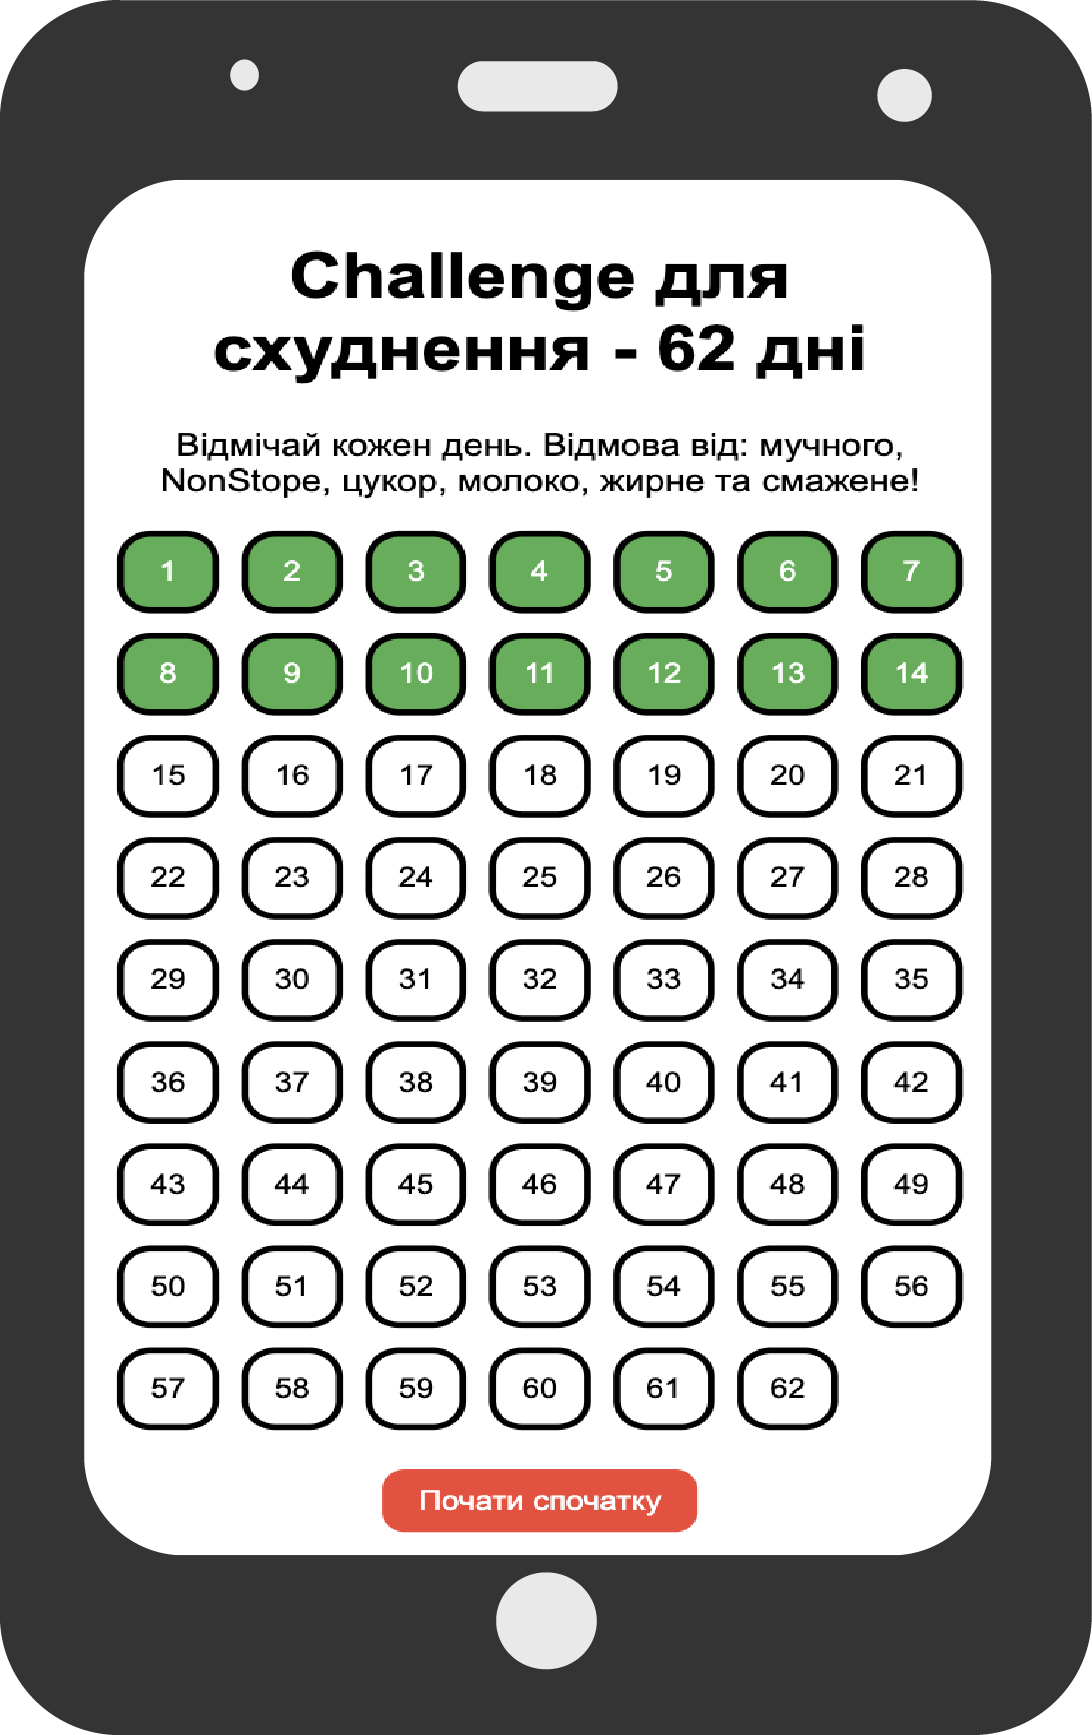 Challenge для
схуднення - 62 дні
Відмічай кожен день. Відмова від: мучного,
NonStope, цукор, молоко, жирне та смажене!
1 2 3 4 5 6 7
8 9 10 11 12 13 14
15 16 17 18 19 20 21
22 23 24 25 26 27 28
29 30 31 32 33 34 35
36 37 38 39 40 41 42
43 44 45 46 47 48 49
50 51 52 53 54 55 56
57 58 59 60 61 62
Почати спочатку